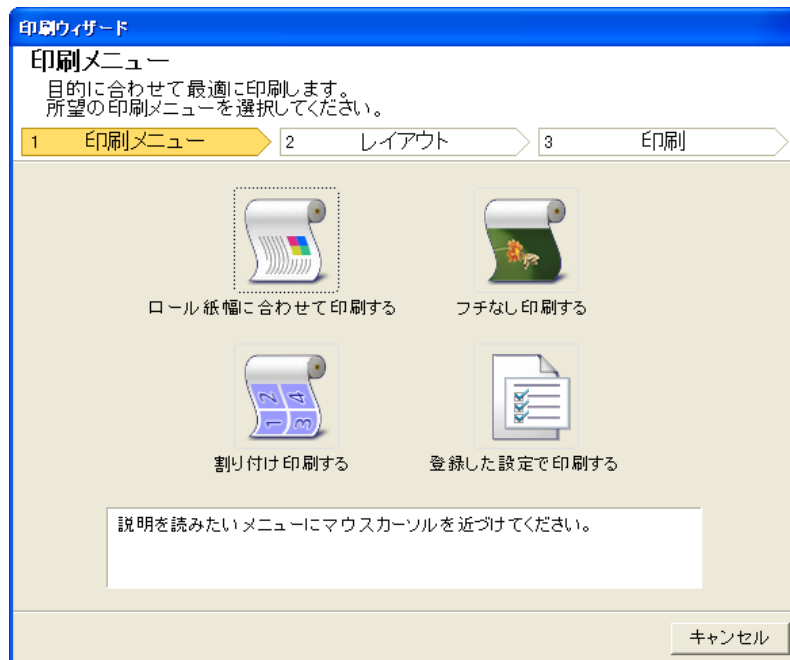 印刷ウィザード
印刷メニュー
目的に合わせて最適に印刷します。
所望の印刷メニューを選択してください。
1 印刷メニュー 2 レイアウト 3 印刷
ロール紙幅に合わせて印刷する フチなし印刷する
1 2 3 4
割り付け印刷する 登録した設定で印刷する
説明を読みたいメニューにマウスカーソルを近づけてください。
キャンセル